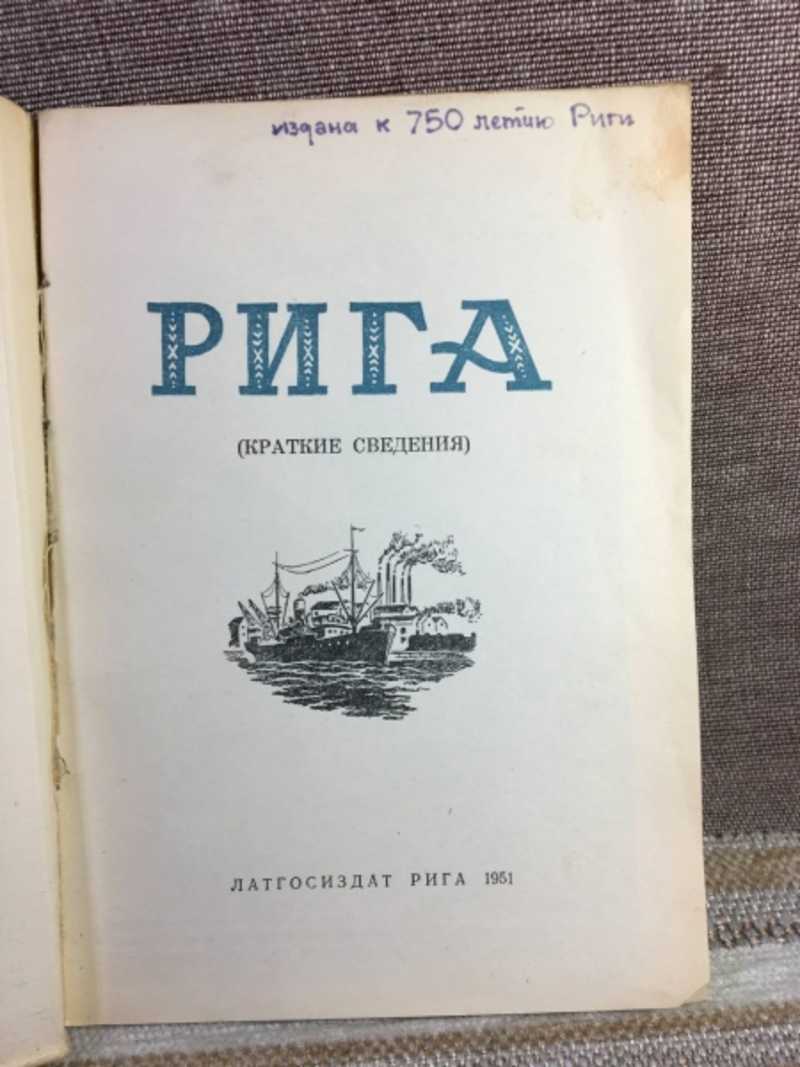 издана к 750 летию Риги
РИГА
(КРАТКИЕ СВЕДЕНИЯ)
ЛАТГОСИЗДАТ РИГА 1951